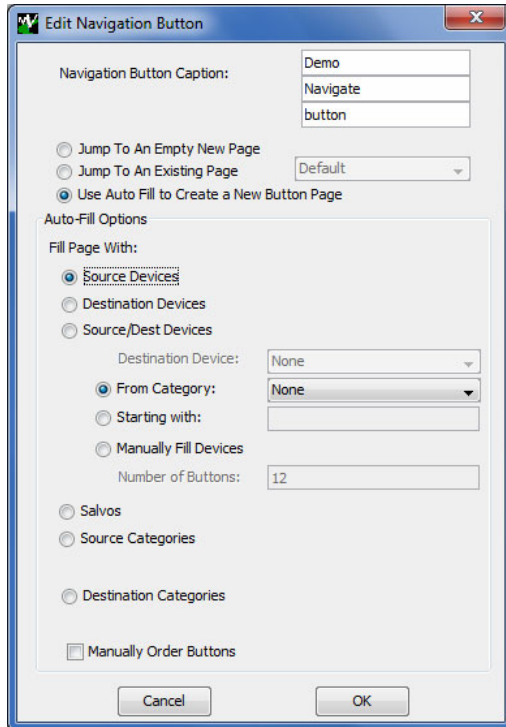 Edit Navigation Button
Navigation Button Caption:
Demo
Navigate
button
Jump To An Empty New Page
Jump To An Existing Page
Default
Use Auto Fill to Create a New Button Page
Auto-Fill Options
Fill Page With:
Source Devices
Destination Devices
Source/Dest Devices
Destination Device:
None
From Category:
None
Starting with:
Manually Fill Devices
Number of Buttons:
12
Salvos
Source Categories
Destination Categories
Manually Order Buttons
Cancel
OK